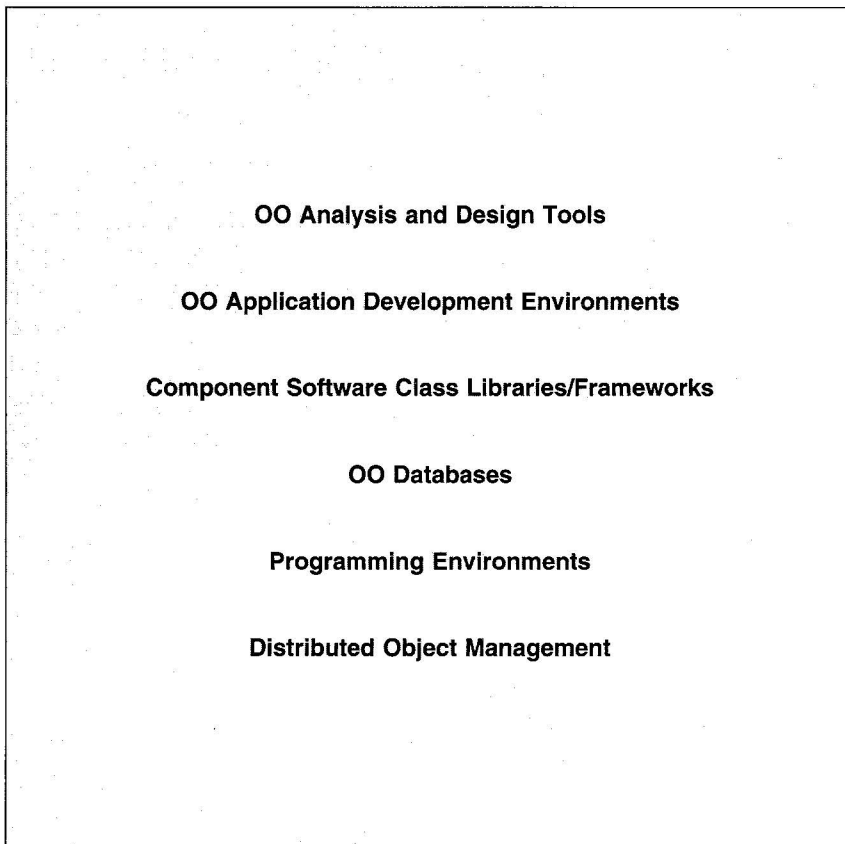 OO Analysis and Design Tools
OO Application Development Environments
Component Software Class Libraries/Frameworks
OO Databases
Programming Environments
Distributed Object Management